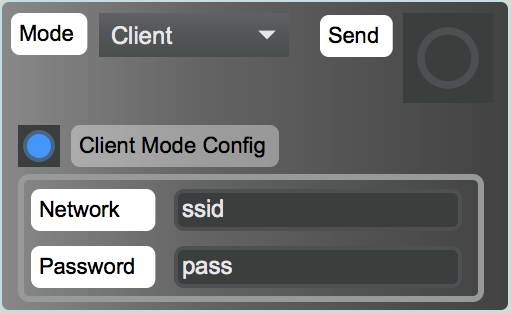 Mode
Client
Send
Client Mode Config
Network
ssid
Password
pass